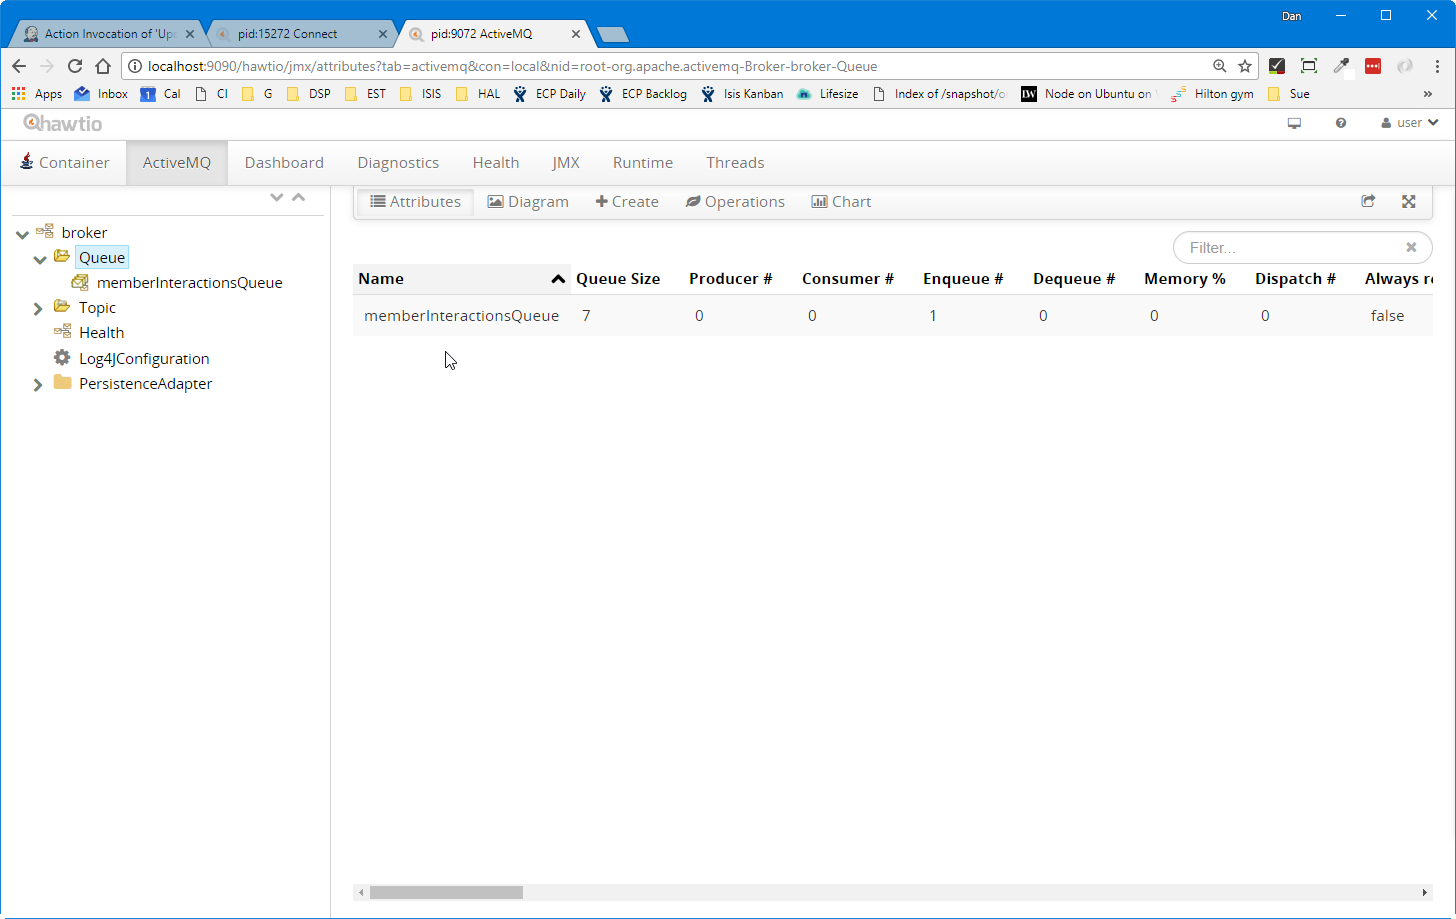 Dan
Action Invocation of 'Upc
pid:15272 Connect
pid:9072 ActiveMQ
localhost:9090/hawtio/jmx/attributes?tab=activemq&con=local&nid=root-org.apache.activemq-Broker-broker-Queue
Apps Inbox 1 Cal CI G DSP EST ISIS HAL ECP Daily ECP Backlog Isis Kanban Lifesize Index of /snapshot/o LW Node on Ubuntu on Hilton gym Sue »
hawtio
user
Container ActiveMQ Dashboard Diagnostics Health JMX Runtime Threads
Attributes Diagram Create Operations Chart
broker
Queue
memberInteractionsQueue
Topic
Health
Log4JConfiguration
PersistenceAdapter
Filter...
Name Queue Size Producer # Consumer # Enqueue # Dequeue # Memory % Dispatch # Always re
memberInteractionsQueue 7 0 0 1 0 0 0 false